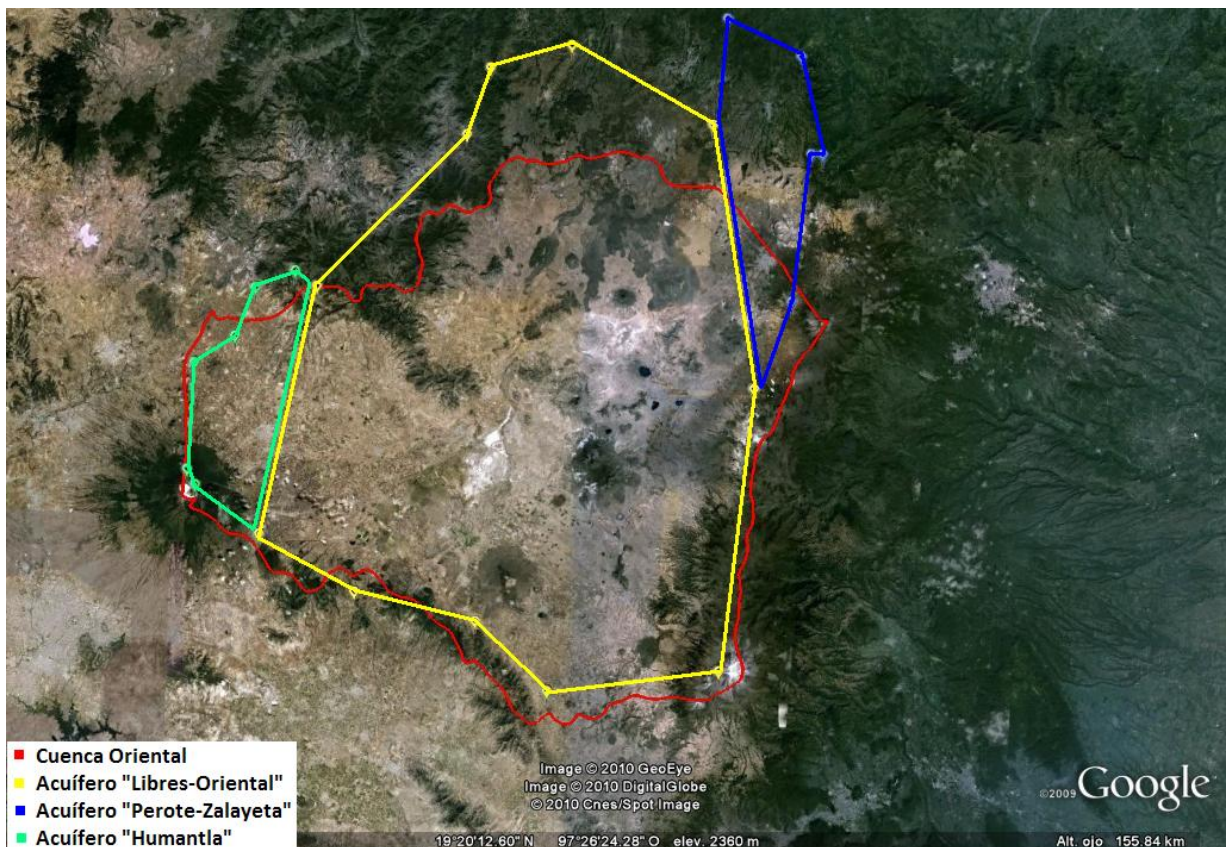 Cuenca Oriental
Acuífero "Libres-Oriental"
Acuífero "Perote-Zalayeta"
Acuífero "Humantla"
Image © 2010 GeoEye
Image © 2010 DigitalGlobe
© 2010 Cnes/Spot Image
©2009 Google
19°20'12.60" N 97°26'24.28" O elev. 2360 m Alt. ojo 155.84 km